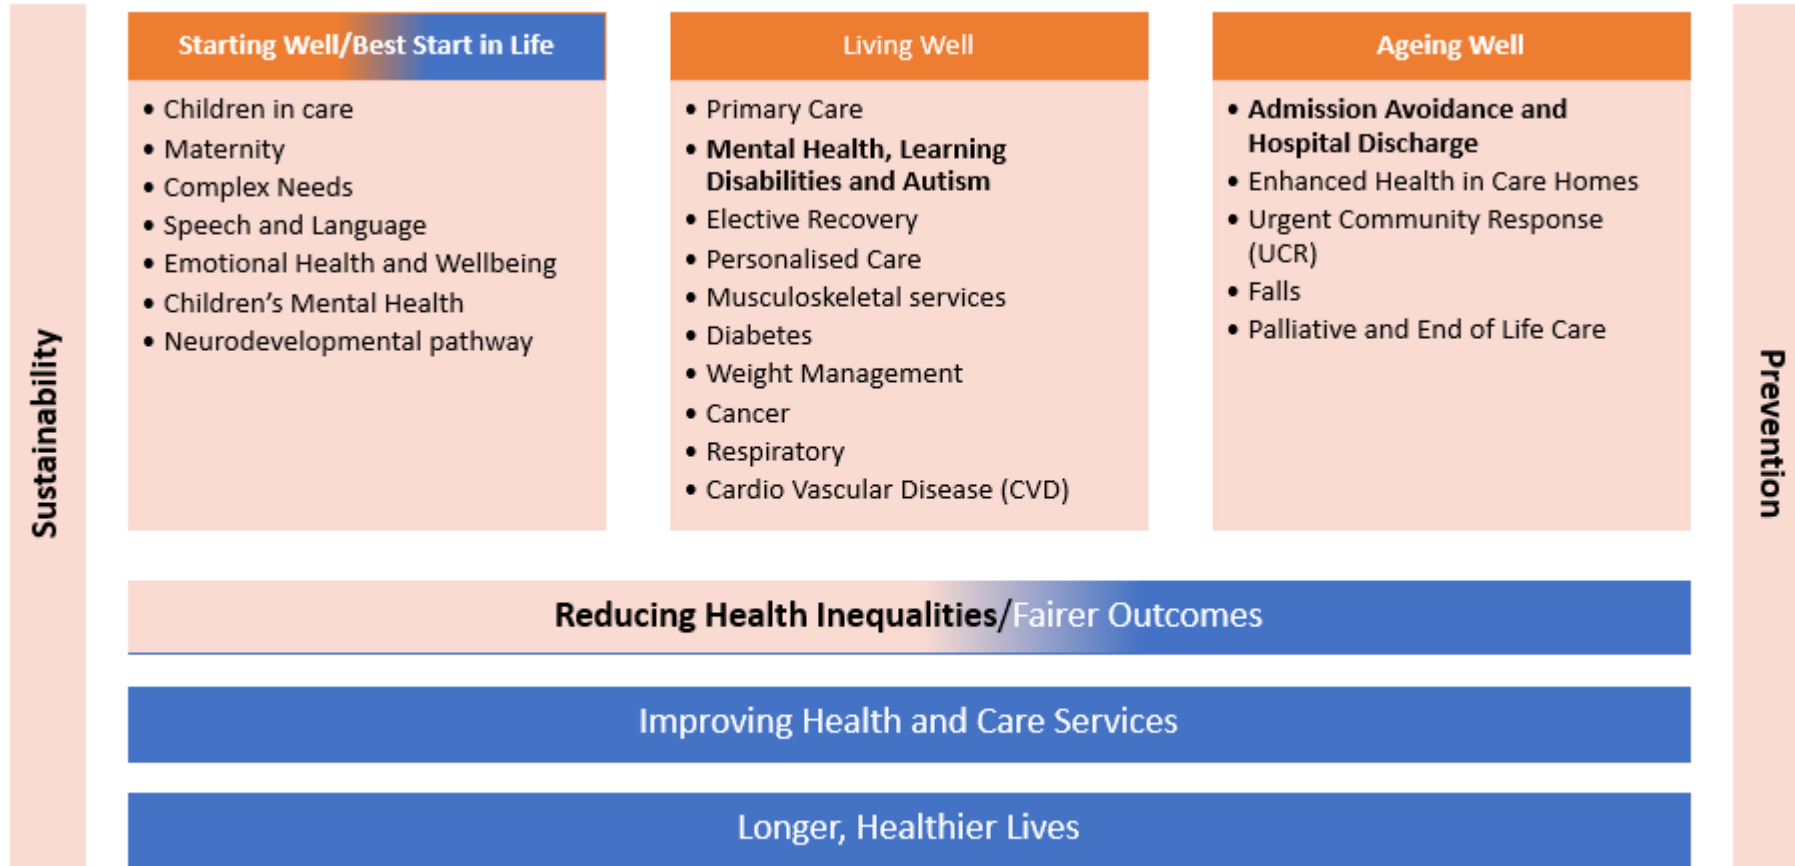 Sustainability
Starting Well/Best Start in Life
• Children in care
• Maternity
• Complex Needs
• Speech and Language
• Emotional Health and Wellbeing
• Children’s Mental Health
• Neurodevelopmental pathway
Living Well
• Primary Care
• Mental Health, Learning
Disabilities and Autism
• Elective Recovery
• Personalised Care
• Musculoskeletal services
• Diabetes
• Weight Management
• Cancer
• Respiratory
• Cardio Vascular Disease (CVD)
Ageing Well
• Admission Avoidance and
Hospital Discharge
• Enhanced Health in Care Homes
• Urgent Community Response
(UCR)
• Falls
• Palliative and End of Life Care
Prevention
Reducing Health Inequalities/Fairer Outcomes
Improving Health and Care Services
Longer, Healthier Lives